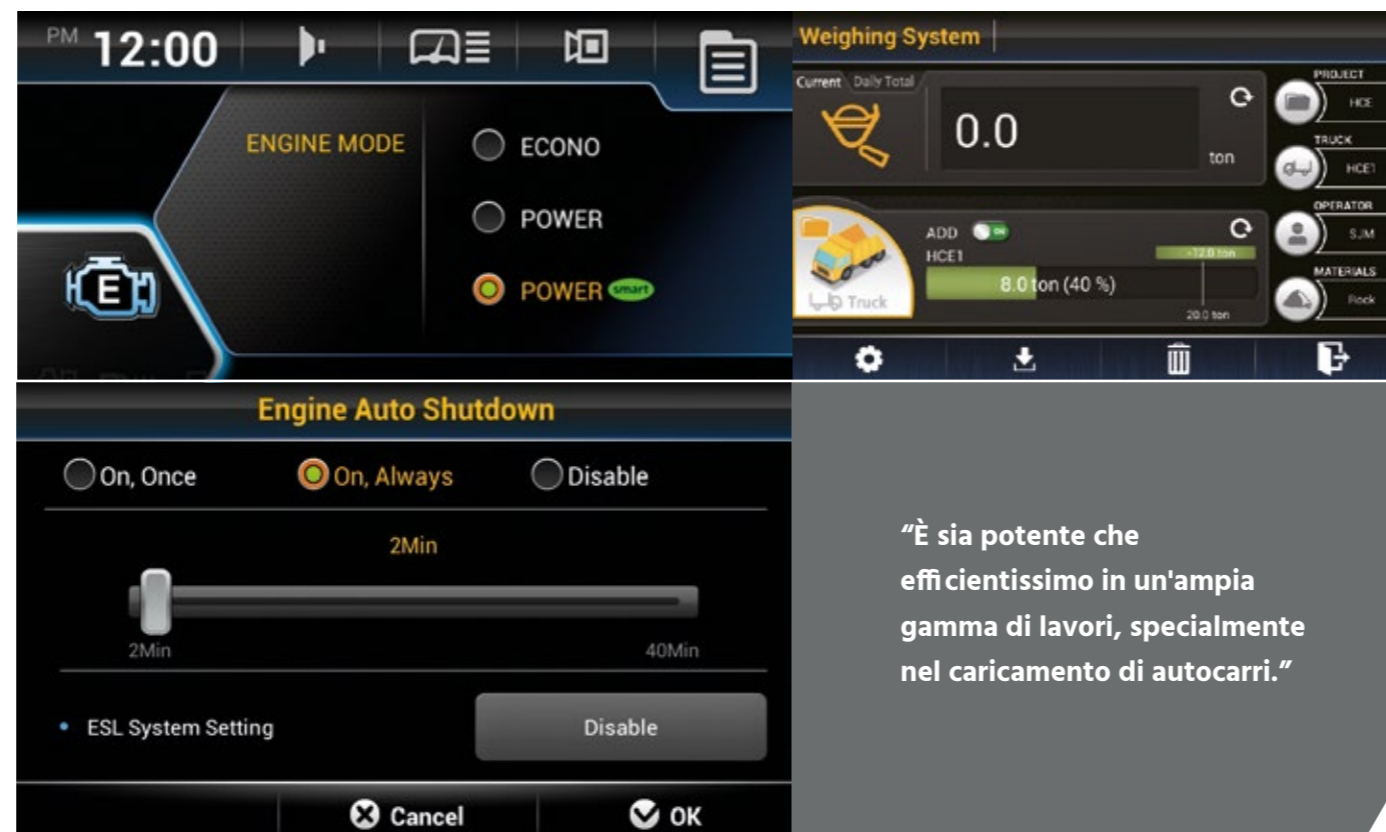 PM 12:00
ENGINE MODE
ECONO
POWER
POWER smart
E
Weighing System
Current Daily Total
0.0
ton
ADD ON
HCE1
-12.0 ton
8.0 ton (40 %)
20.0 ton
Truck
PROJECT
HCE
TRUCK
HCE1
OPERATOR
SJM
MATERIALS
Rock
Engine Auto Shutdown
On, Once On, Always Disable
2Min
2Min 40Min
• ESL System Setting Disable
Cancel OK
“È sia potente che
efficientissimo in un'ampia
gamma di lavori, specialmente
nel caricamento di autocarri.”